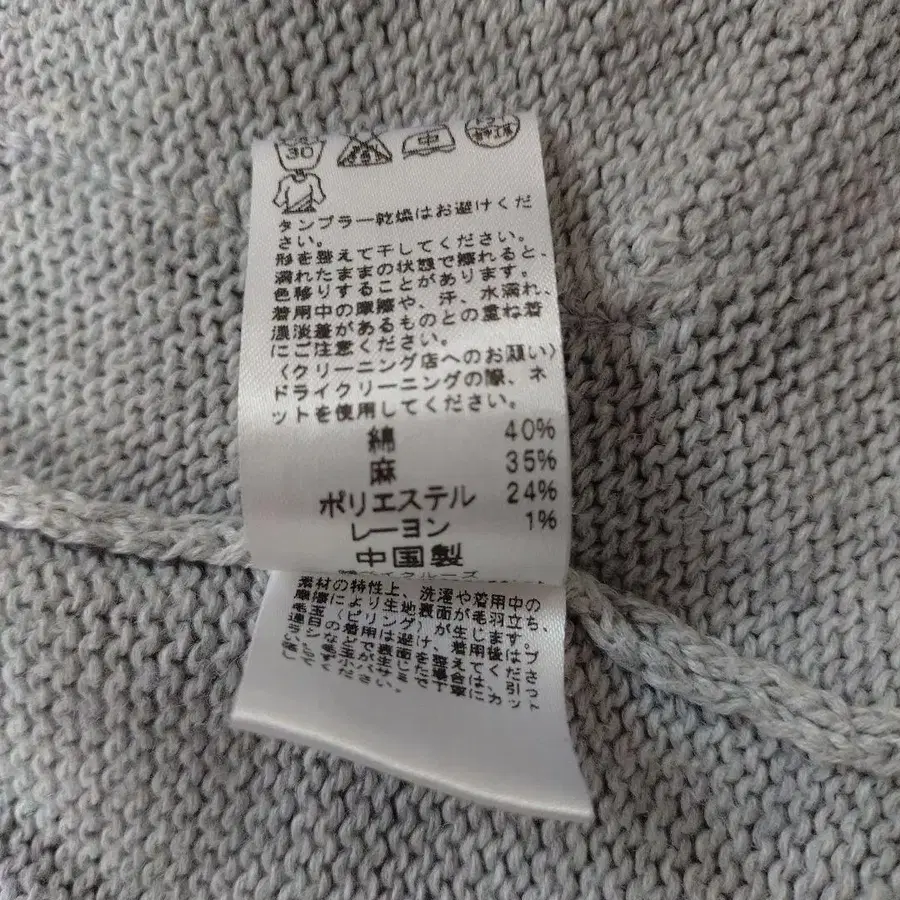 30
中
タンブラー乾燥はお避けくだ
さい。
形を整えて干してください。
濡れたままの状態で擦れると、
色移りすることがあります。
着用中の摩擦や、汗、水濡れ、
濃淡差があるものとの重ね着
にご注意ください。
〈クリーニング店へのお願い〉
ドライクリーニングの際、ネ
ットを使用してください。
綿 40%
麻 35%
ポリエステル 24%
レーヨン 1%
中国製
素材の特性上、洗濯や着用中の
摩擦により生地表面が毛羽立ち、
毛玉(ピリング)が生じます。